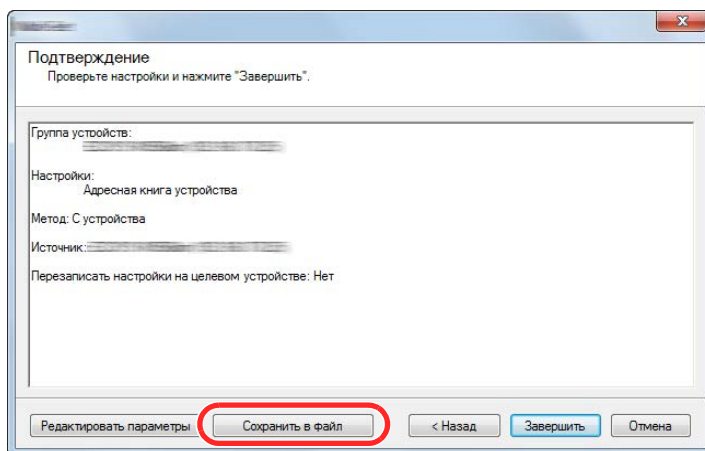 Подтверждение
Проверьте настройки и нажмите "Завершить".
Группа устройств:
Настройки:
Адресная книга устройства
Метод: С устройства
Источник:
Перезаписать настройки на целевом устройстве: Нет
Редактировать параметры Сохранить в файл < Назад Завершить Отмена